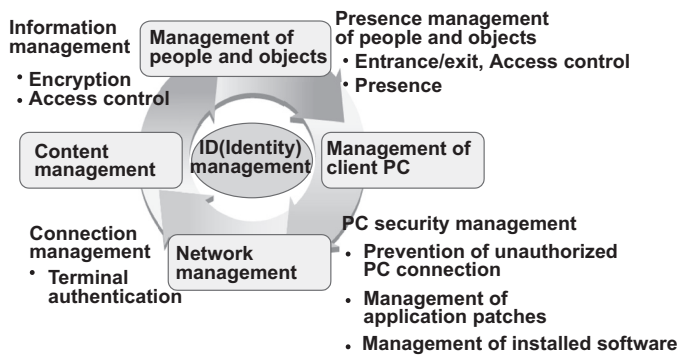 Information
management
• Encryption
• Access control
Management of
people and objects
Presence management
of people and objects
• Entrance/exit, Access control
• Presence
Content
management
ID(Identity)
management
Management of
client PC
Connection
management
• Terminal
authentication
Network
management
PC security management
• Prevention of unauthorized
PC connection
• Management of
application patches
• Management of installed software